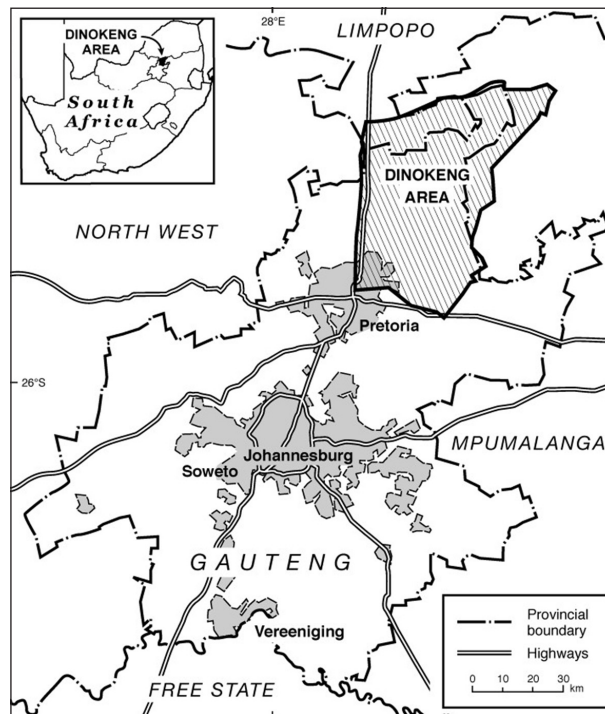 28°E
LIMPOPO
DINOKENG
AREA
South
Africa
DINOKENG
AREA
NORTH WEST
Pretoria
26°S
MPUMALANGA
Johannesburg
Soweto
GAUTENG
Vereeniging
FREE STATE
Provincial
boundary
Highways
0 10 20 30
km